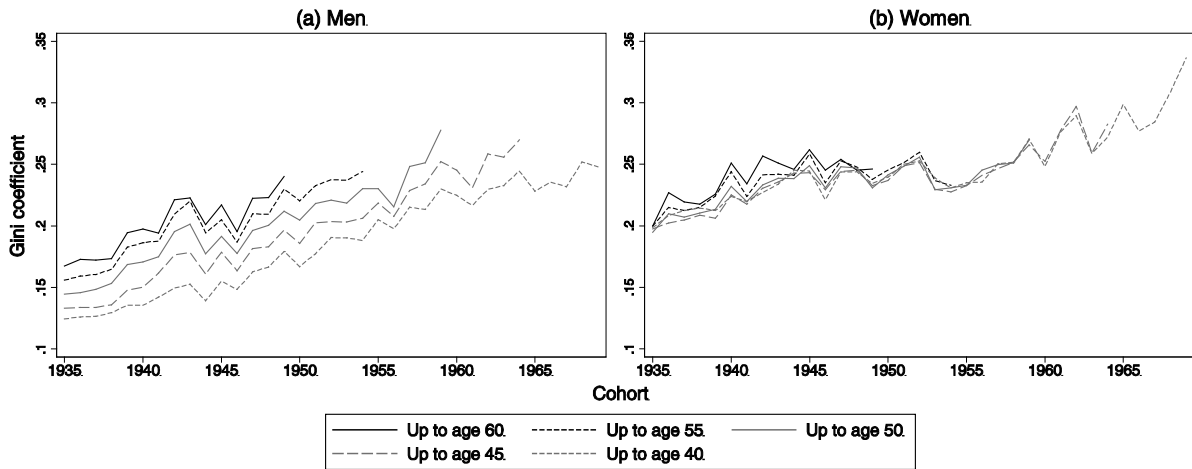 (a) Men.
(b) Women.
Gini coefficient
.35
.3
.25
.2
.15
.1
1935. 1940. 1945. 1950. 1955. 1960. 1965.
1935. 1940. 1945. 1950. 1955. 1960. 1965.
.35
.3
.25
.2
.15
.1
Cohort
Up to age 60. Up to age 55. Up to age 50.
Up to age 45. Up to age 40.